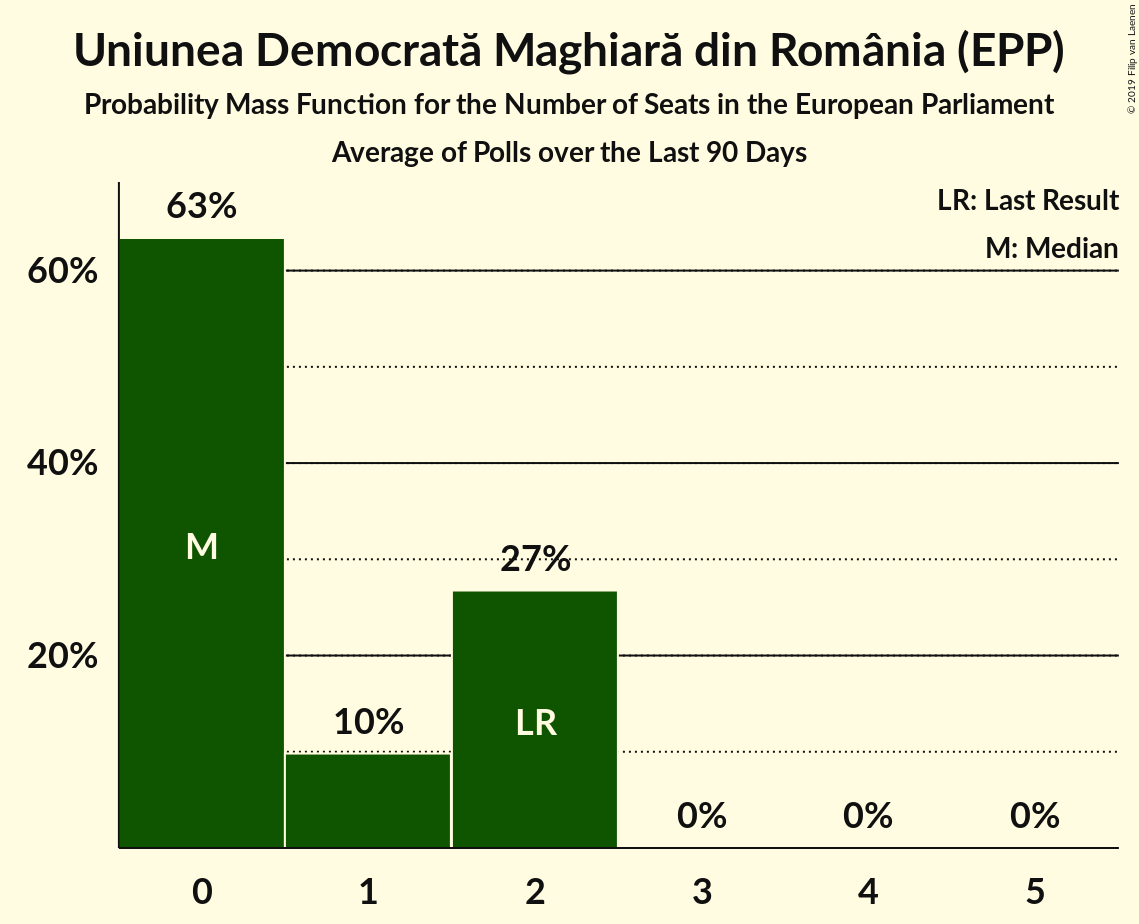 Uniunea Democrată Maghiară din România (EPP)
Probability Mass Function for the Number of Seats in the European Parliament
Average of Polls over the Last 90 Days
© 2019 Filip van Laenen
LR: Last Result
M: Median
63%
60%
40%
20%
M
10%
27%
LR
0%
0%
0%
0
1
2
3
4
5